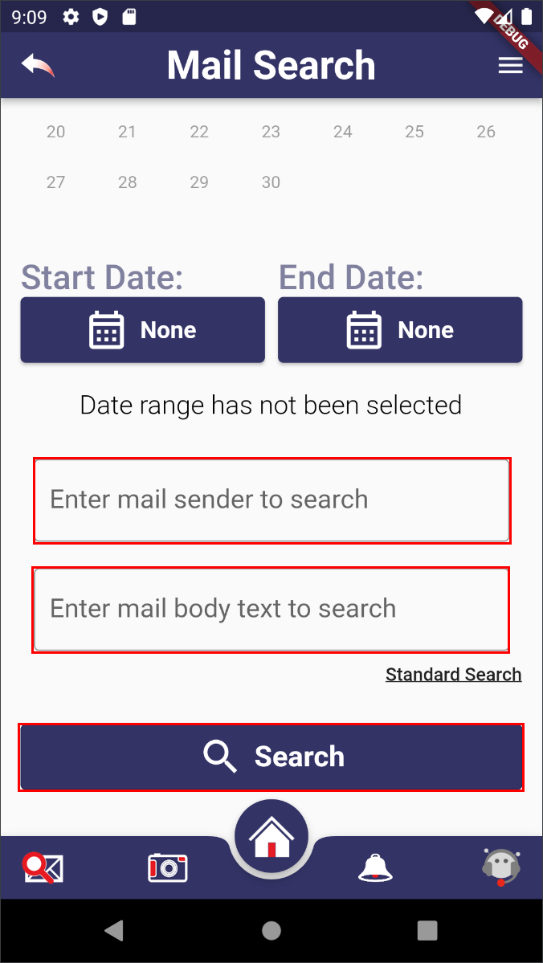 9:09
DEBUG
Mail Search
20 21 22 23 24 25 26
27 28 29 30
Start Date: End Date:
None None
Date range has not been selected
Enter mail sender to search
Enter mail body text to search
Standard Search
Search